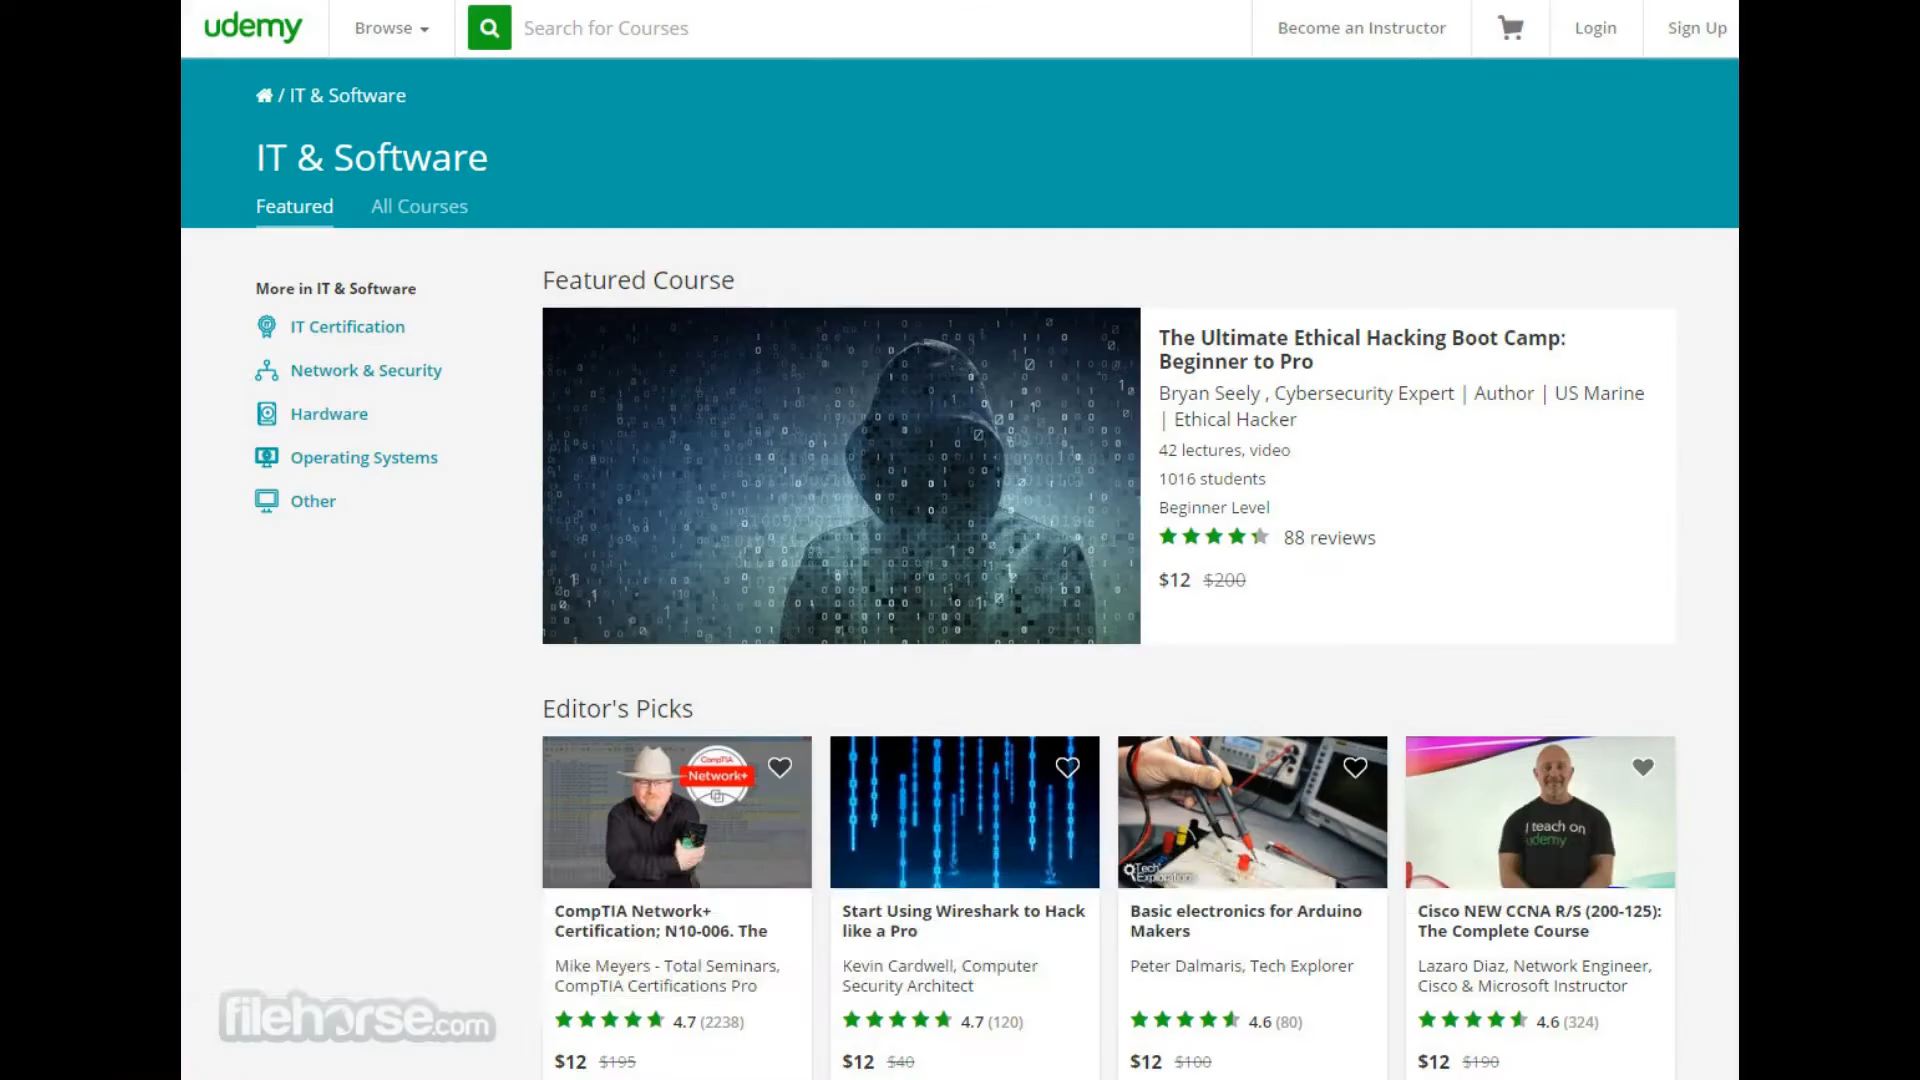 udemy
Browse
Search for Courses
Become an Instructor
Login
Sign Up
/ IT & Software
IT & Software
Featured
All Courses
More in IT & Software
IT Certification
Network & Security
Hardware
Operating Systems
Other
Featured Course
The Ultimate Ethical Hacking Boot Camp:
Beginner to Pro
Bryan Seely , Cybersecurity Expert | Author | US Marine
| Ethical Hacker
42 lectures, video
1016 students
Beginner Level
88 reviews
$12 $200
Editor's Picks
CompTIA
Network+
CompTIA Network+
Certification; N10-006. The
Mike Meyers - Total Seminars,
CompTIA Certifications Pro
4.7 (2238)
$12 $195
Start Using Wireshark to Hack
like a Pro
Kevin Cardwell, Computer
Security Architect
4.7 (120)
$12 $40
Tech
Explorations
Basic electronics for Arduino
Makers
Peter Dalmaris, Tech Explorer
4.6 (80)
$12 $100
I teach on
udemy
Cisco NEW CCNA R/S (200-125):
The Complete Course
Lazaro Diaz, Network Engineer,
Cisco & Microsoft Instructor
4.6 (324)
$12 $190
filehorse.com